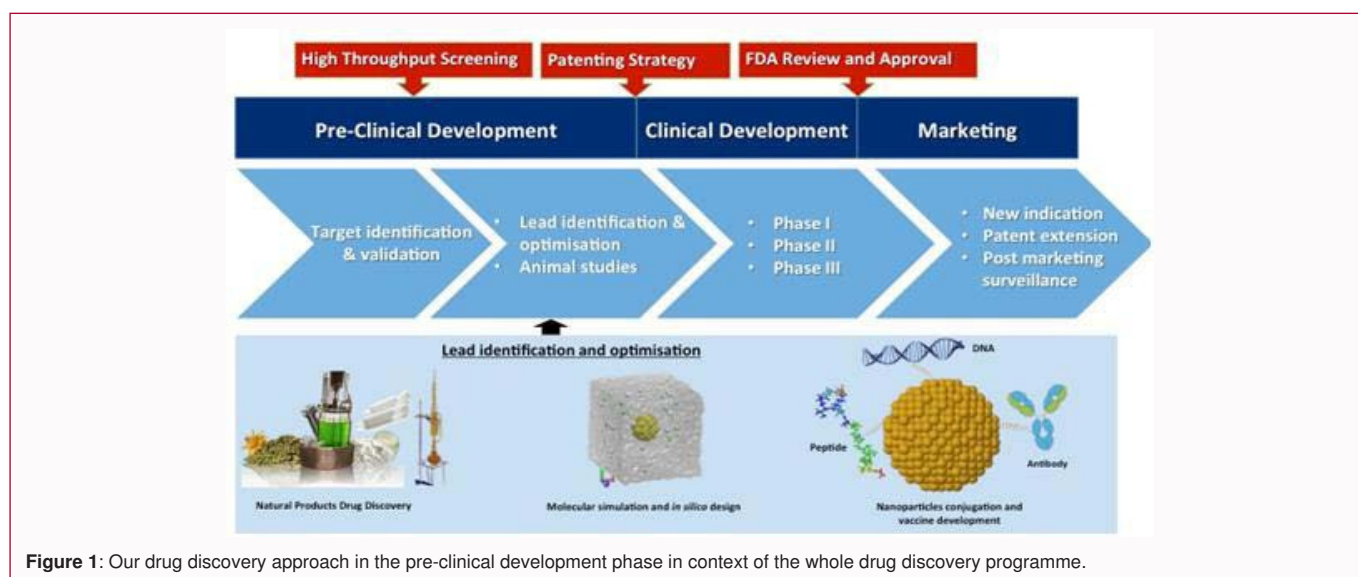 High Throughput Screening
Patenting Strategy
FDA Review and Approval
Pre-Clinical Development
Clinical Development
Marketing
Target identification
& validation
• Lead identification &
optimisation
• Animal studies
• Phase I
• Phase II
• Phase III
• New indication
• Patent extension
• Post marketing
surveillance
Lead identification and optimisation
DNA
Peptide
Antibody
Natural Products Drug Discovery
Molecular simulation and in silico design
Nanoparticles conjugation and
vaccine development
Figure 1: Our drug discovery approach in the pre-clinical development phase in context of the whole drug discovery programme.